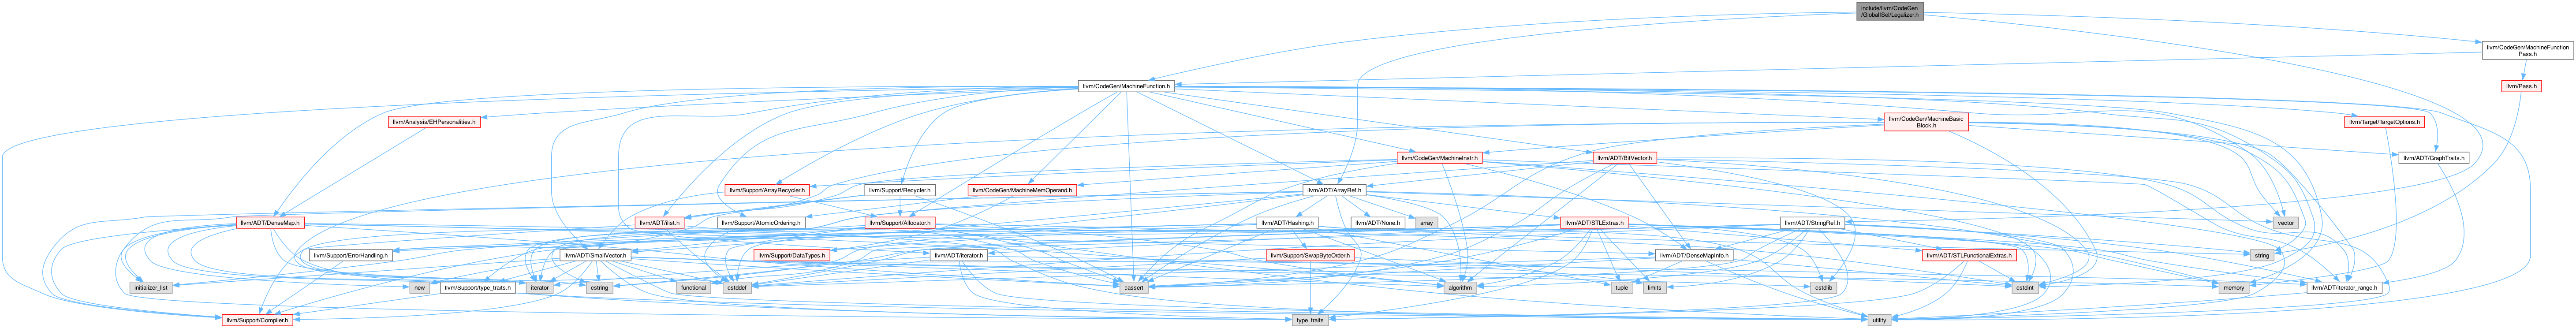 include/llvm/CodeGen
/GlobalISel/Legalizer.h
llvm/CodeGen/MachineFunction
Pass.h
llvm/CodeGen/MachineFunction.h
llvm/Pass.h
llvm/Analysis/EHPersonalities.h
llvm/CodeGen/MachineBasic
Block.h
llvm/Target/TargetOptions.h
llvm/CodeGen/MachineInstr.h
llvm/ADT/BitVector.h
llvm/ADT/GraphTraits.h
llvm/Support/ArrayRecycler.h
llvm/Support/Recycler.h
llvm/CodeGen/MachineMemOperand.h
llvm/ADT/ArrayRef.h
llvm/ADT/DenseMap.h
llvm/ADT/ilist.h
llvm/Support/AtomicOrdering.h
llvm/Support/Allocator.h
llvm/ADT/Hashing.h
llvm/ADT/None.h
array
llvm/ADT/STLExtras.h
llvm/ADT/StringRef.h
vector
llvm/Support/ErrorHandling.h
llvm/ADT/SmallVector.h
llvm/Support/DataTypes.h
llvm/ADT/iterator.h
llvm/Support/SwapByteOrder.h
llvm/ADT/DenseMapInfo.h
llvm/ADT/STLFunctionalExtras.h
string
initializer_list
new
llvm/Support/type_traits.h
iterator
cstring
functional
cstddef
cassert
algorithm
tuple
limits
cstdlib
cstdint
memory
llvm/ADT/iterator_range.h
llvm/Support/Compiler.h
type_traits
utility